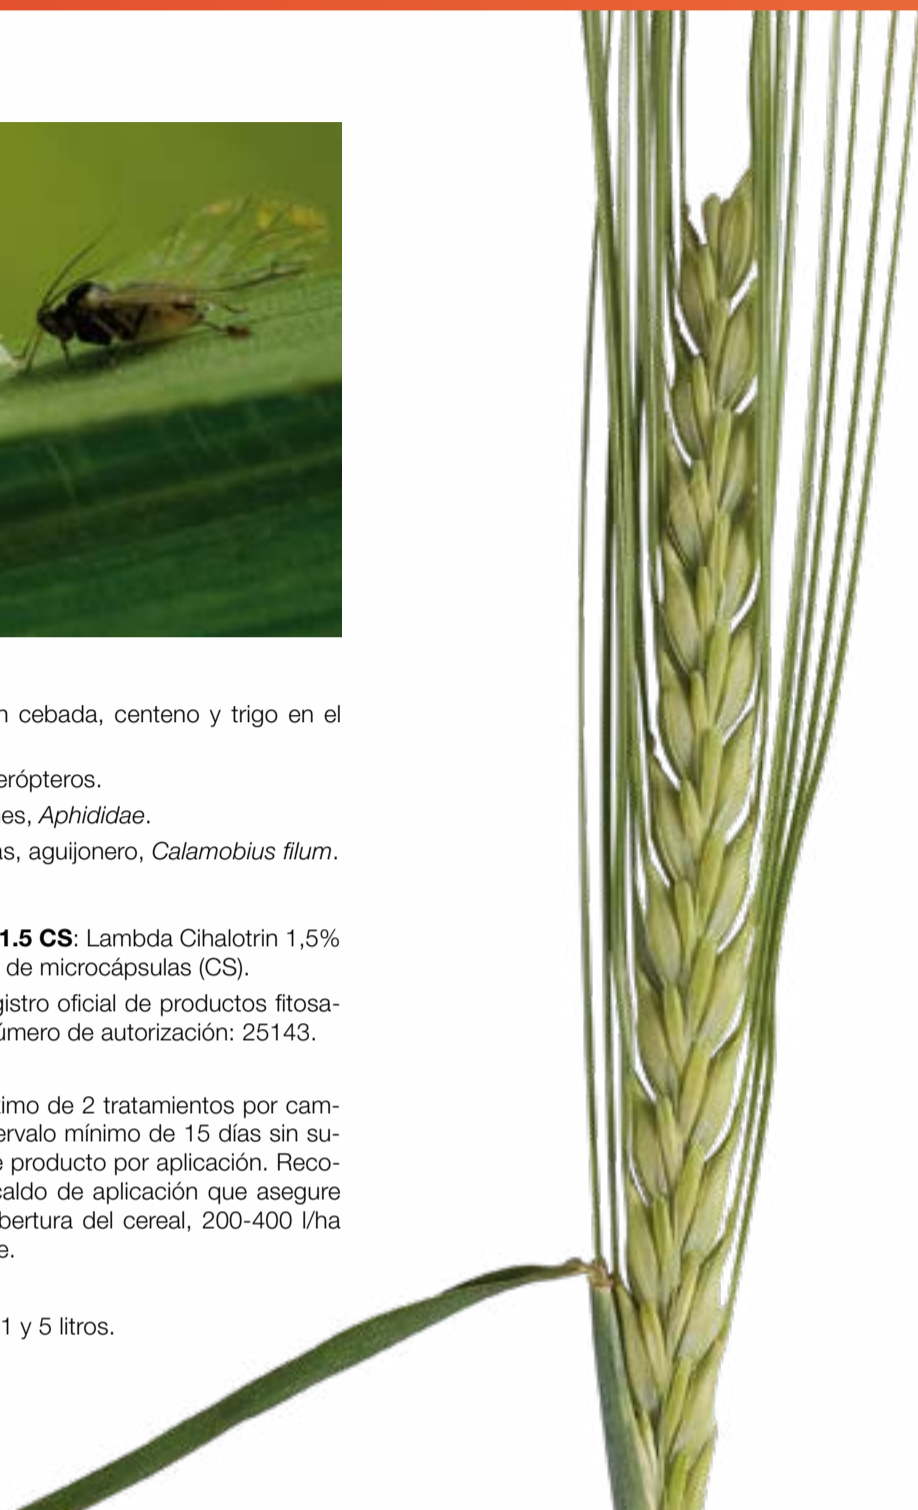 cebada, centeno y trigo en el
erópteros.
es, Aphididae.
as, aguijonero, Calamobius filum.
1.5 CS: Lambda Cihalotrin 1,5%
de microcápsulas (CS).
gistro oficial de productos fitosa-
úmero de autorización: 25143.
imo de 2 tratamientos por cam-
ervalo mínimo de 15 días sin su-
e producto por aplicación. Reco-
caldo de aplicación que asegure
bertura del cereal, 200-400 l/ha
e.
1 y 5 litros.